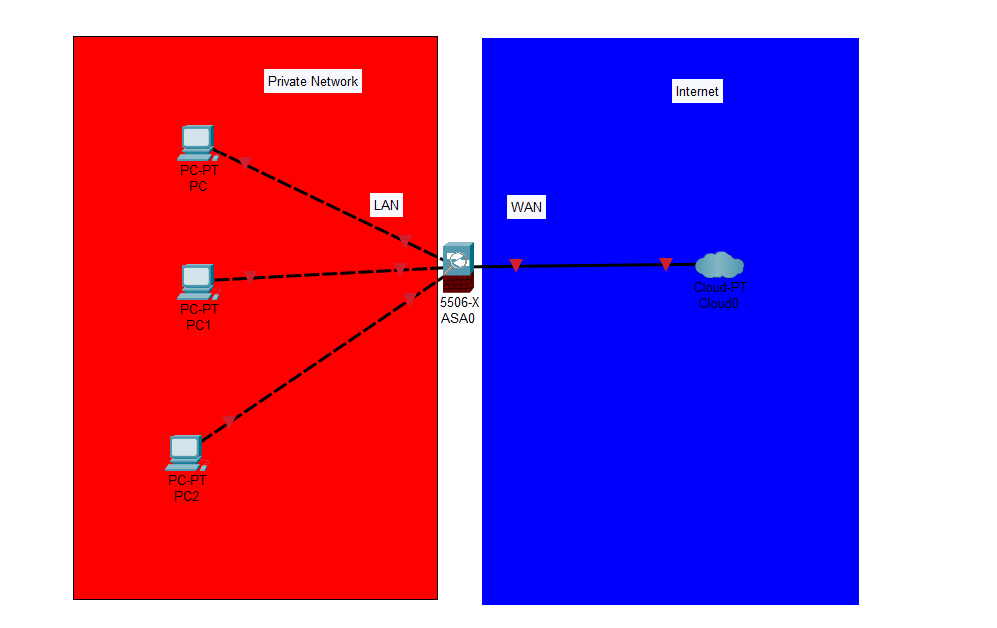 Private Network
Internet
PC-PT
PC
LAN
WAN
PC-PT
PC1
5506-X
ASA0
Cloud-PT
Cloud0
PC-PT
PC2